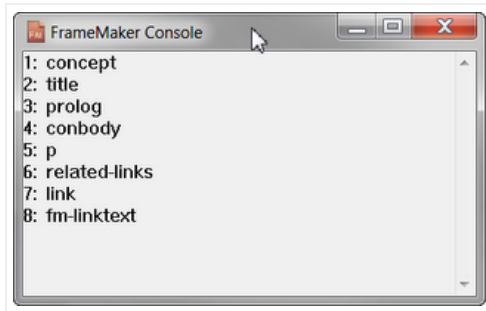 FrameMaker Console
1: concept
2: title
3: prolog
4: conbody
5: p
6: related-links
7: link
8: fm-linktext